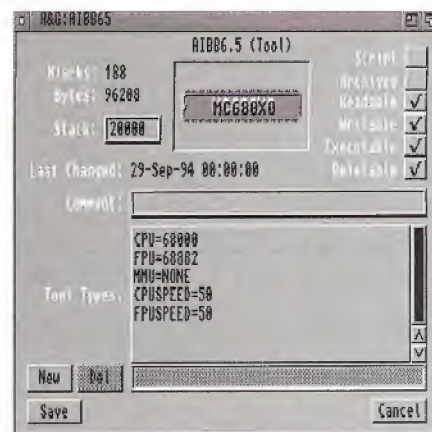 A&G:AIBB65
AIBB6.5 (Tool)
Blocks: 188
Bytes: 96208
Stack: 20000
MC680X0
Script
Archived
Readable
Writable
Executable
Deletable
Last Changed: 29-Sep-94 00:00:00
Comment:
Tool Types:
CPU=68000
FPU=68882
MMU=NONE
CPUSPEED=50
FPUSPEED=50
New
Del
Save
Cancel